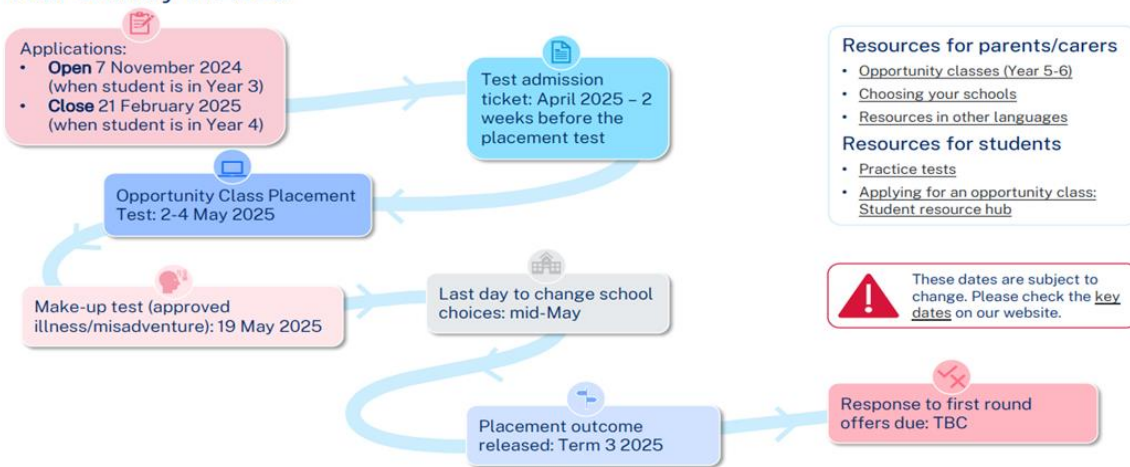 Applications:
• Open 7 November 2024
(when student is in Year 3)
• Close 21 February 2025
(when student is in Year 4)
Test admission
ticket: April 2025 – 2
weeks before the
placement test
Opportunity Class Placement
Test: 2-4 May 2025
Make-up test (approved
illness/misadventure): 19 May 2025
Last day to change school
choices: mid-May
Placement outcome
released: Term 3 2025
Response to first round
offers due: TBC
Resources for parents/carers
• Opportunity classes (Year 5-6)
• Choosing your schools
• Resources in other languages
Resources for students
• Practice tests
• Applying for an opportunity class:
Student resource hub
These dates are subject to
change. Please check the key
dates on our website.